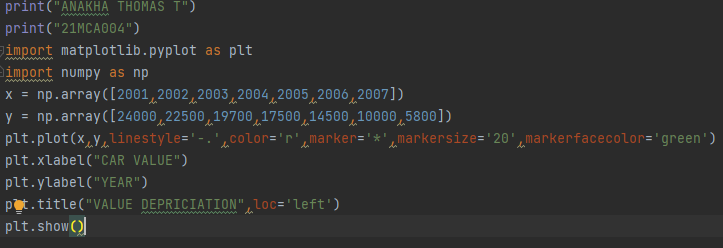 print("ANAKHA THOMAS T")
print("21MCA004")
import matplotlib.pyplot as plt
import numpy as np
x = np.array([2001,2002,2003,2004,2005,2006,2007])
y = np.array([24000,22500,19700,17500,14500,10000,5800])
plt.plot(x,y,linestyle='-.',color='r',marker='*',markersize='20',markerfacecolor='green')
plt.xlabel("CAR VALUE")
plt.ylabel("YEAR")
plt.title("VALUE DEPRICIATION",loc='left')
plt.show()